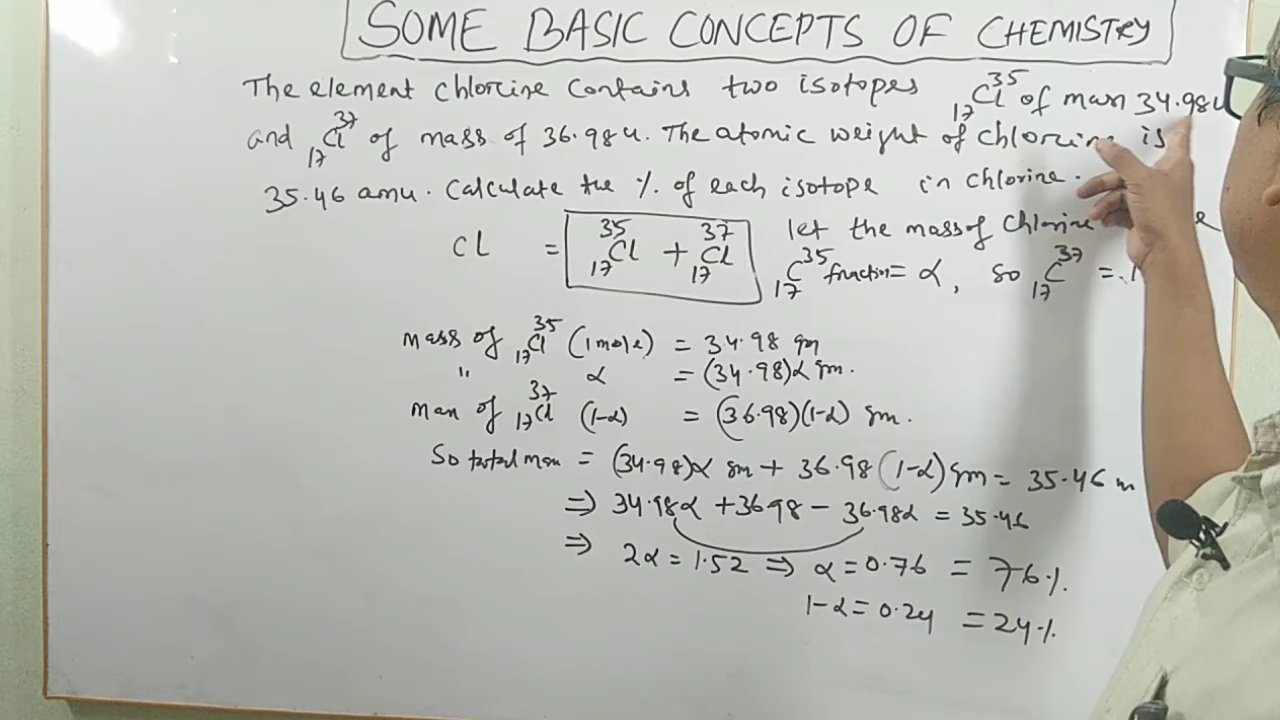 SOME BASIC CONCEPTS OF CHEMISTRY
The element chlorine contains two isotopes ₁₇Cl³⁵ of mass 34.98u
and ₁₇Cl³⁷ of mass of 36.98u. The atomic weight of chlorine is
35.46 amu. Calculate the % of each isotope in chlorine.
Cl = ₁₇Cl³⁵ + ₁₇Cl³⁷
let the mass of Chlorine
₁₇C³⁵ fraction = α, so ₁₇C³⁷ =
Mass of ₁₇Cl³⁵ (1mole) = 34.98 gm
" α = (34.98)α gm.
Mass of ₁₇Cl³⁷ (1-α) = (36.98)(1-α) gm.
So total mass = (34.98)α gm + 36.98(1-α) gm = 35.46 m
⇒ 34.98α + 36.98 - 36.98α = 35.46
⇒ 2α = 1.52 ⇒ α = 0.76 = 76%.
1-α = 0.24 = 24%.